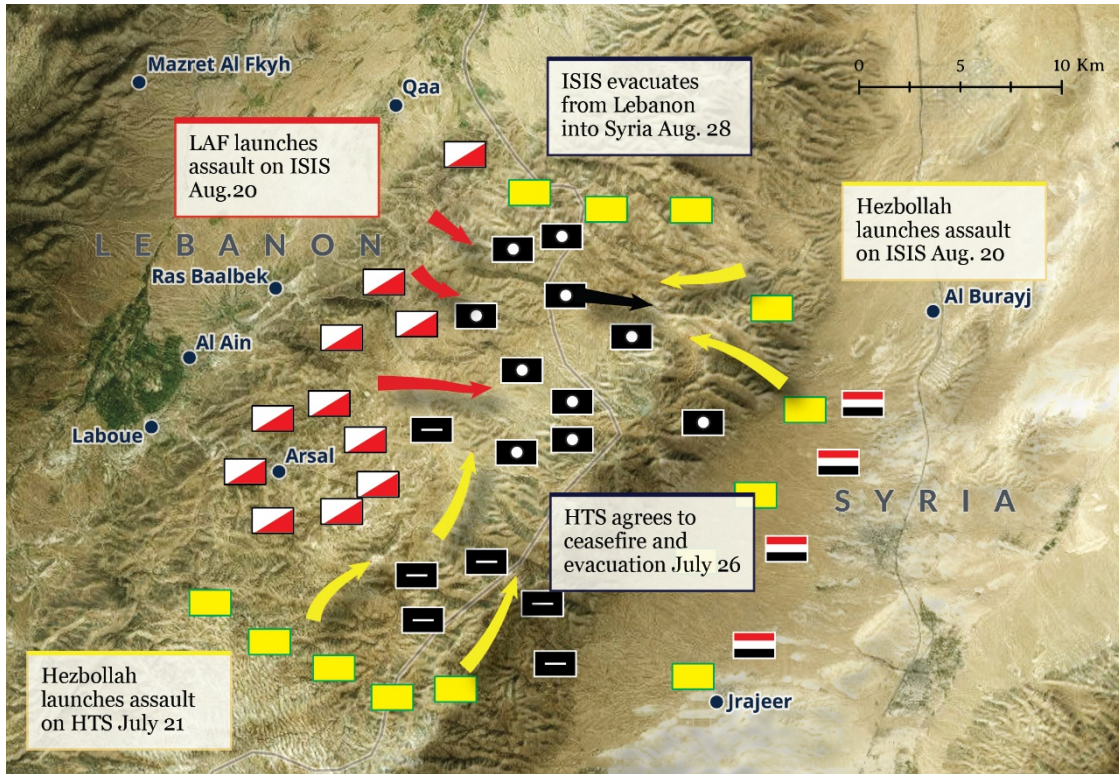 Mazret Al Fkyh
Qaa
ISIS evacuates
from Lebanon
into Syria Aug. 28
0 5 10 Km
LAF launches
assault on ISIS
Aug.20
Hezbollah
launches assault
on ISIS Aug. 20
LEBANON
Ras Baalbek
Al Burayj
Al Ain
Laboue
Arsal
SYRIA
HTS agrees to
ceasefire and
evacuation July 26
Hezbollah
launches assault
on HTS July 21
Jrajeer